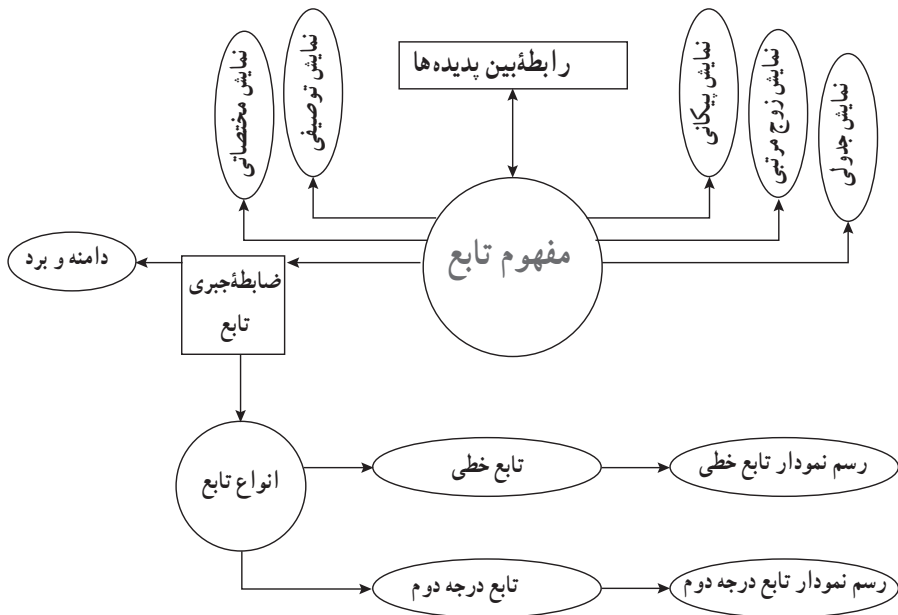 رابطهٔ بین پدیده‌ها
نمایش جدولی
نمایش زوج مرتبی
نمایش پیکانی
نمایش توصیفی
نمایش مختصاتی
مفهوم تابع
ضابطهٔ جبری
تابع
دامنه و برد
انواع تابع
تابع خطی
رسم نمودار تابع خطی
تابع درجه دوم
رسم نمودار تابع درجه دوم